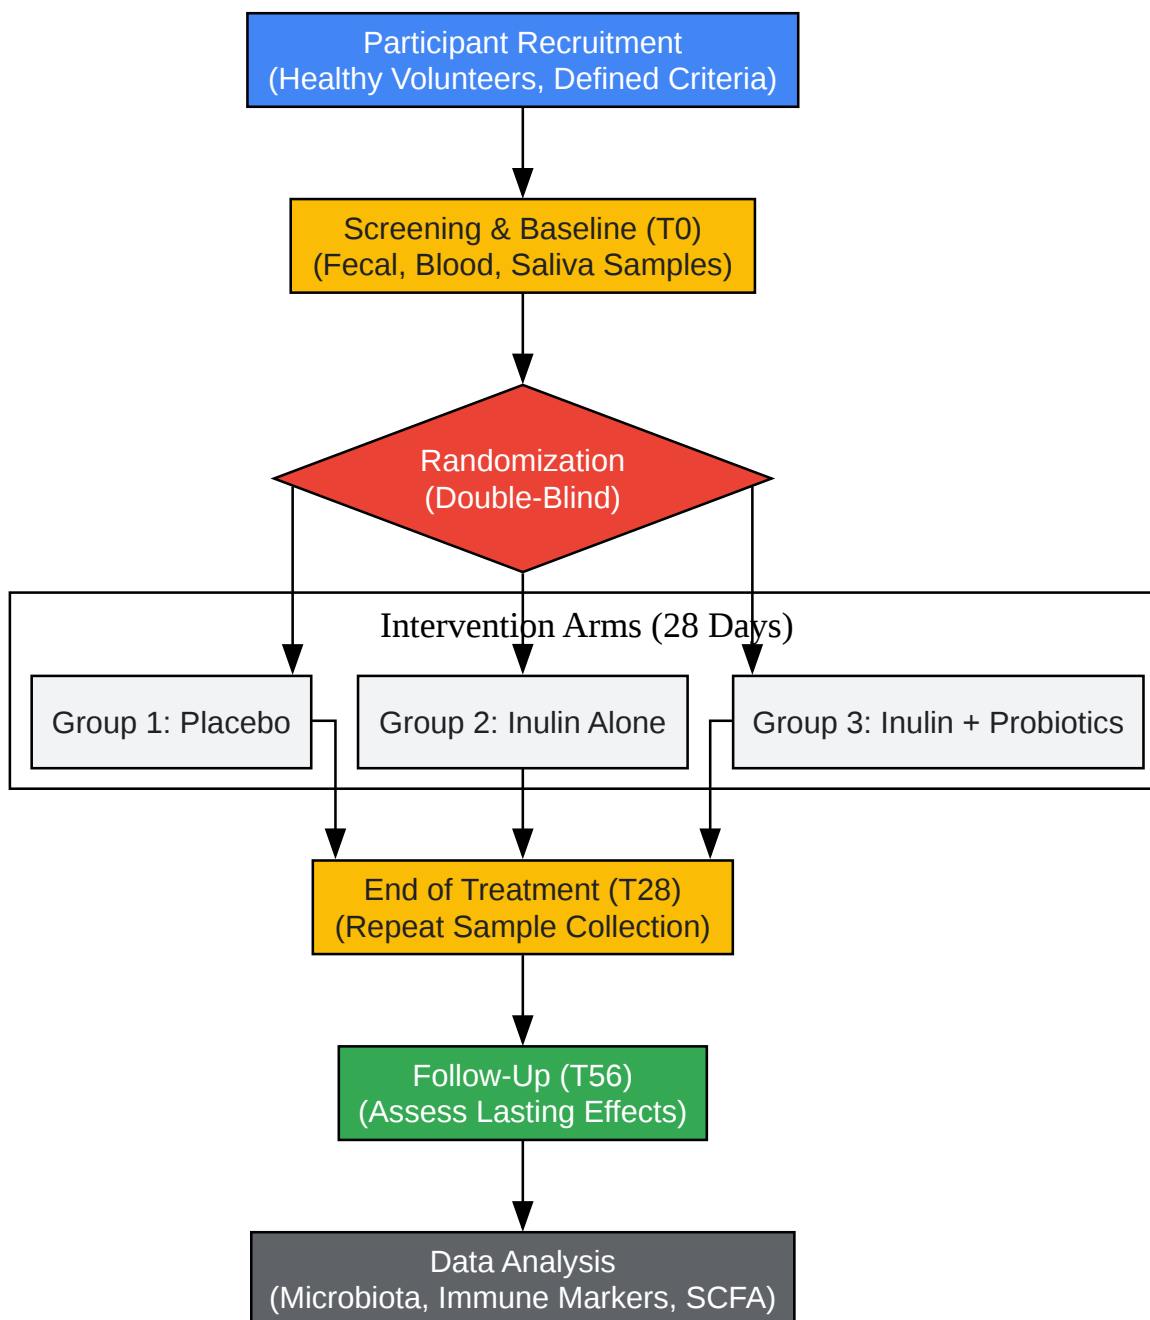 Participant Recruitment
(Healthy Volunteers, Defined Criteria)
Screening & Baseline (T0)
(Fecal, Blood, Saliva Samples)
Randomization
(Double-Blind)
Intervention Arms (28 Days)
Group 1: Placebo
Group 2: Inulin Alone
Group 3: Inulin + Probiotics
End of Treatment (T28)
(Repeat Sample Collection)
Follow-Up (T56)
(Assess Lasting Effects)
Data Analysis
(Microbiota, Immune Markers, SCFA)